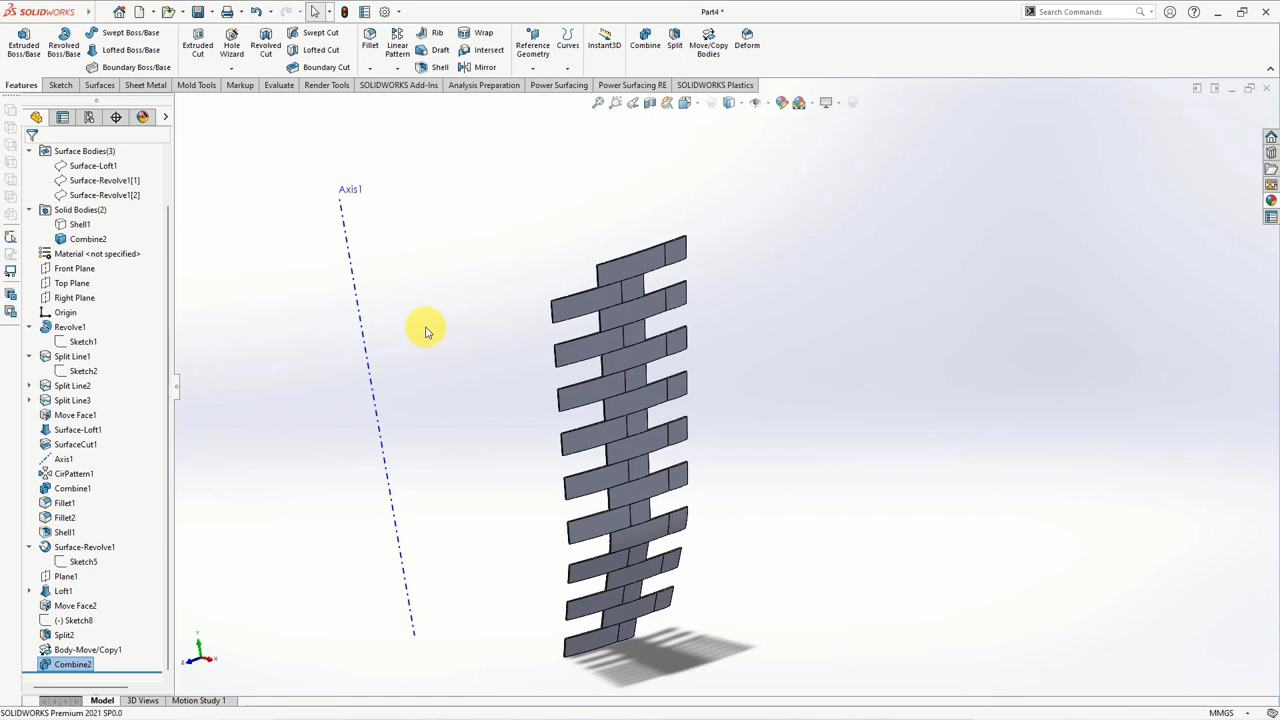 SOLIDWORKS
Part4 *
Search Commands
Extruded Boss/Base
Revolved Boss/Base
Swept Boss/Base
Lofted Boss/Base
Boundary Boss/Base
Extruded Cut
Hole Wizard
Revolved Cut
Swept Cut
Lofted Cut
Boundary Cut
Fillet
Linear Pattern
Rib
Draft
Shell
Wrap
Intersect
Mirror
Reference Geometry
Curves
Instant3D
Combine
Split
Move/Copy Bodies
Deform
Features Sketch Surfaces Sheet Metal Mold Tools Markup Evaluate Render Tools SOLIDWORKS Add-Ins Analysis Preparation Power Surfacing Power Surfacing RE SOLIDWORKS Plastics
Surface Bodies(3)
Surface-Loft1
Surface-Revolve1[1]
Surface-Revolve1[2]
Solid Bodies(2)
Shell1
Combine2
Material <not specified>
Front Plane
Top Plane
Right Plane
Origin
Revolve1
Sketch1
Split Line1
Sketch2
Split Line2
Split Line3
Move Face1
Surface-Loft1
SurfaceCut1
Axis1
CirPattern1
Combine1
Fillet1
Fillet2
Shell1
Surface-Revolve1
Sketch5
Plane1
Loft1
Move Face2
(-) Sketch8
Split2
Body-Move/Copy1
Combine2
Axis1
Y
Z
X
Model 3D Views Motion Study 1
SOLIDWORKS Premium 2021 SP0.0
MMGS